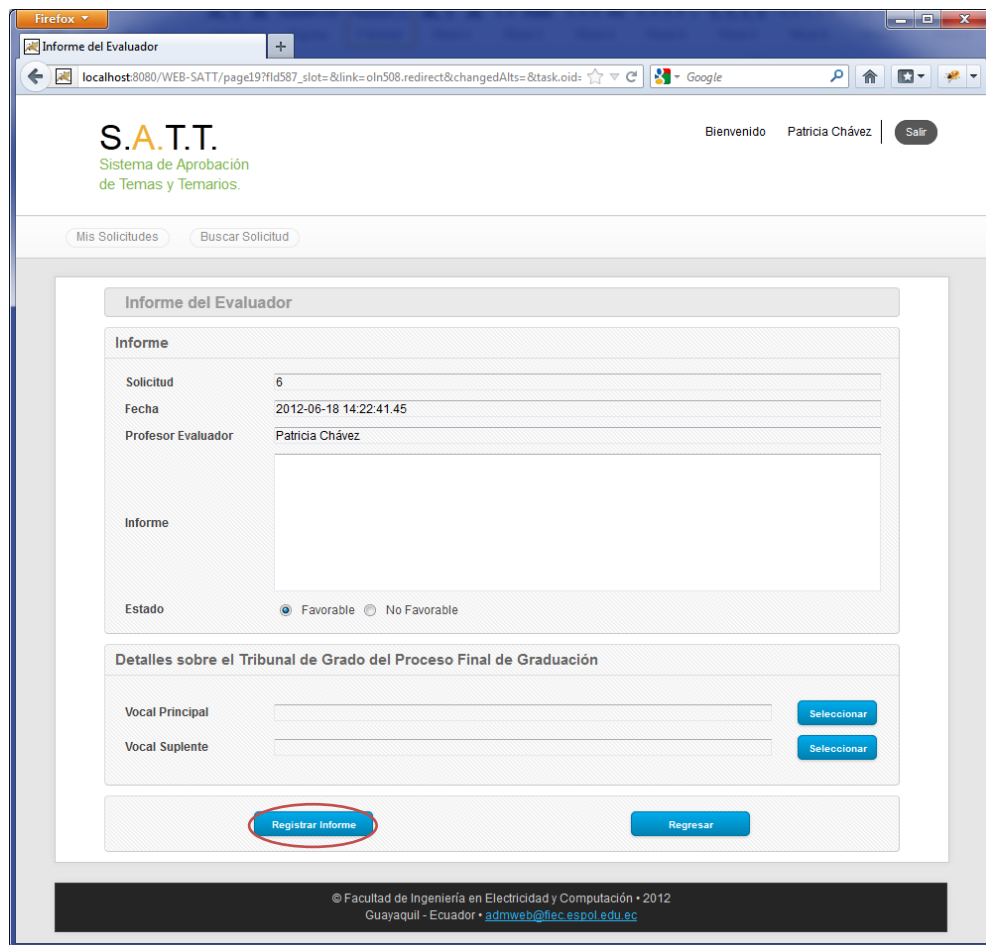 Firefox
Informe del Evaluador
localhost:8080/WEB-SATT/page19?fld587_slot=&link=oln508.redirect&changedAlts=&task.oid=
Google
S.A.T.T.
Sistema de Aprobación
de Temas y Temarios.
Bienvenido Patricia Chávez Salir
Mis Solicitudes Buscar Solicitud
Informe del Evaluador
Informe
Solicitud 6
Fecha 2012-06-18 14:22:41.45
Profesor Evaluador Patricia Chávez
Informe
Estado Favorable No Favorable
Detalles sobre el Tribunal de Grado del Proceso Final de Graduación
Vocal Principal Seleccionar
Vocal Suplente Seleccionar
Registrar Informe Regresar
© Facultad de Ingeniería en Electricidad y Computación • 2012
Guayaquil - Ecuador • admweb@fiec.espol.edu.ec